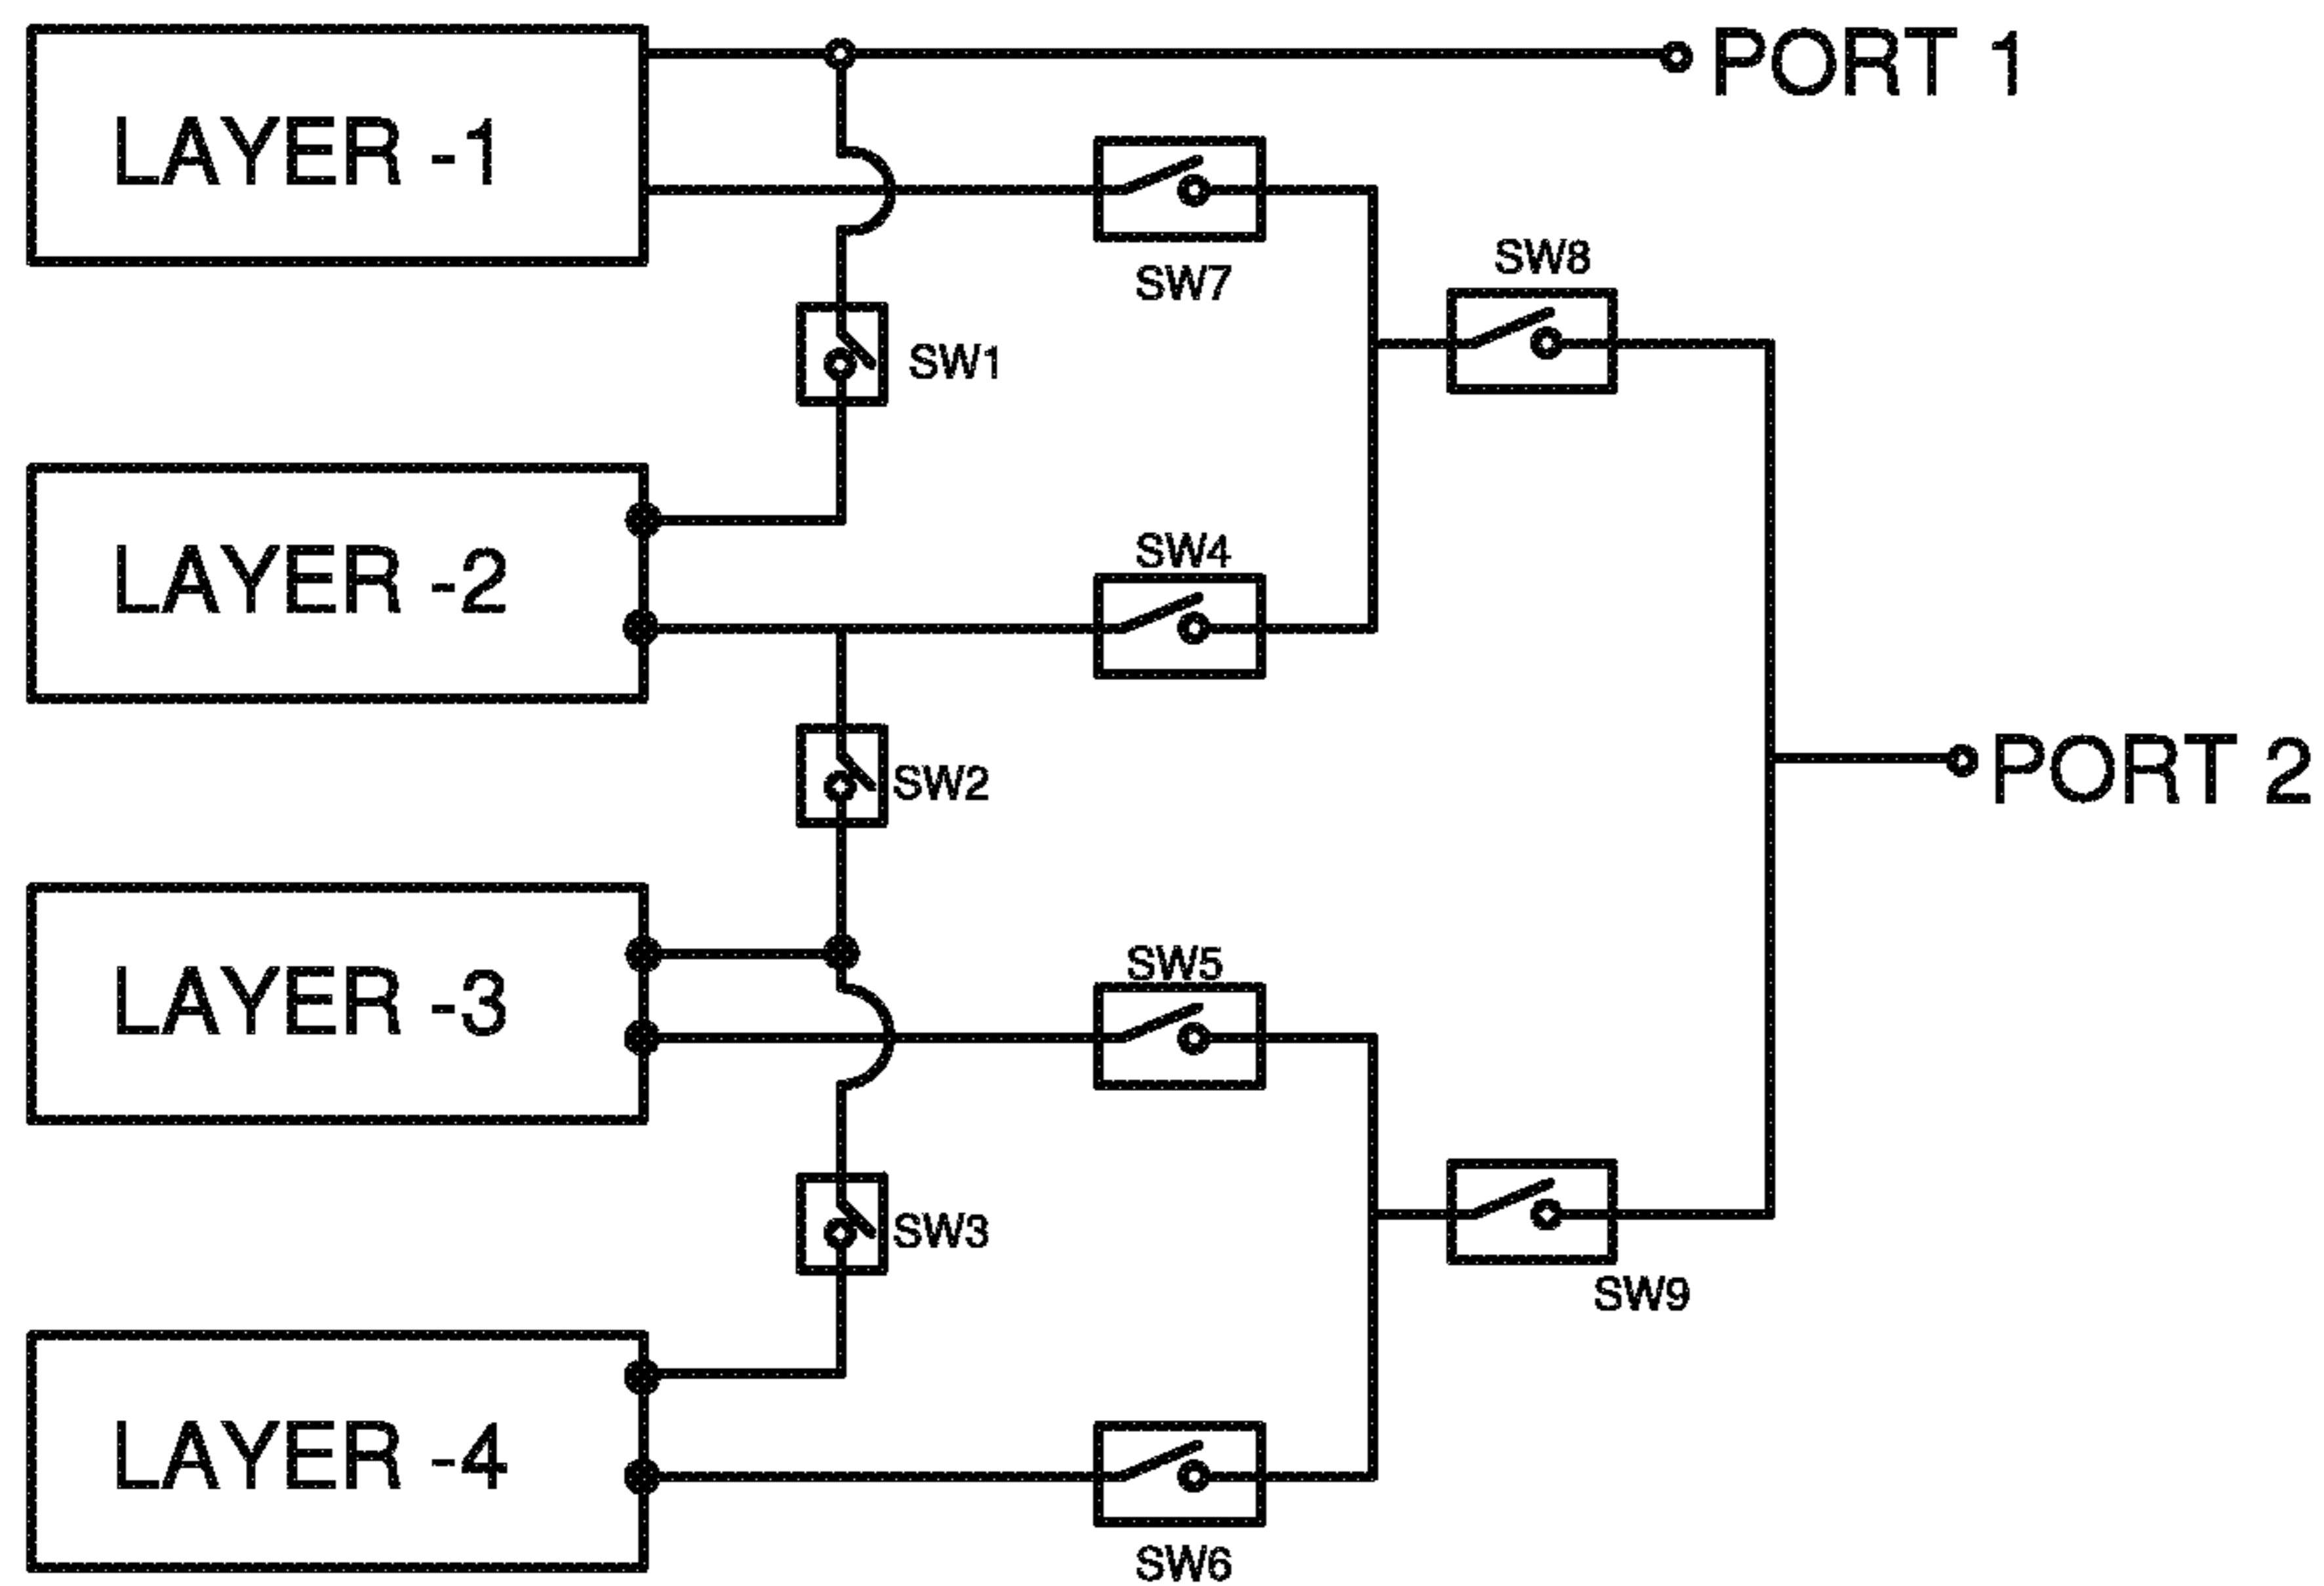 PORT 1
LAYER -1
SW7
SW8
SW1
LAYER -2
SW4
SW2
PORT 2
LAYER -3
SW5
SW3
SW9
LAYER -4
SW6